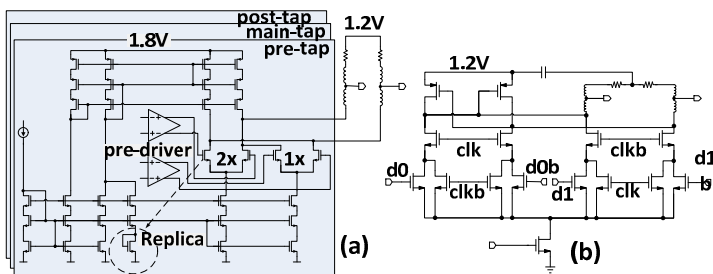 post-tap
main-tap
pre-tap
1.8V
1.2V
pre-driver
2x
1x
Replica
(a)
1.2V
clk
clkb
d0
clkb
d0b
d1
clk
d1
b
(b)